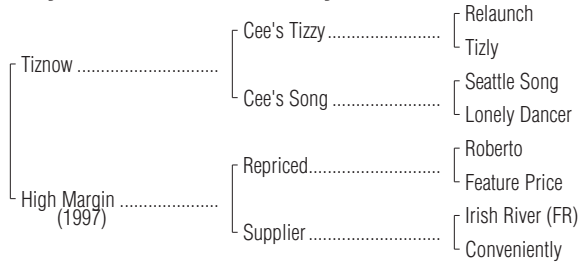 Relaunch
Cee's Tizzy
Tizly
Tiznow
Seattle Song
Cee's Song
Lonely Dancer
Roberto
Repriced
Feature Price
High Margin
(1997)
Irish River (FR)
Supplier
Conveniently